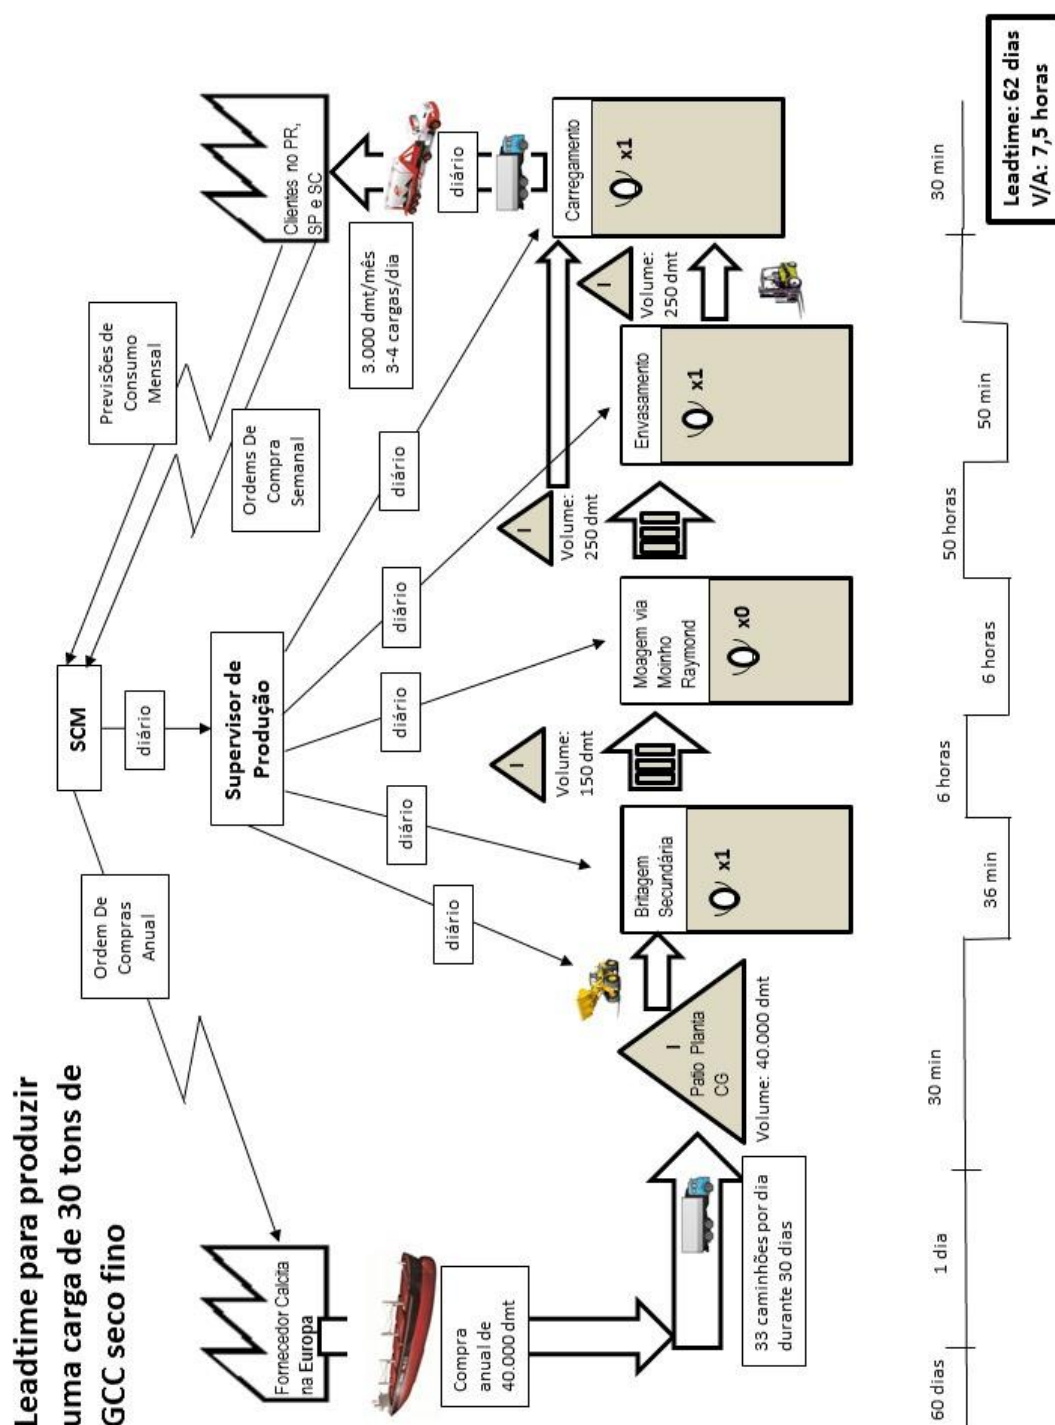 Leadtime para produzir
uma carga de 30 tons de
GCC seco fino
SCM
Previsões de
Consumo
Mensal
Ordems De
Compra
Semanal
Clientes no PR,
SP e SC
Ordem De
Compras
Anual
diário
Supervisor de
Produção
Fornecedor Calcita
na Europa
Compra
anual de
40.000 dmt
33 caminhões por dia
durante 30 dias
diário
diário
diário
diário
diário
3.000 dmt/mês
3-4 cargas/dia
diário
I
Patio Planta
CG
Volume: 40.000 dmt
Britagem
Secundária
x1
I
Volume:
150 dmt
Moagem via
Moinho
Raymond
x0
I
Volume:
250 dmt
Envasamento
x1
I
Volume:
250 dmt
Carregamento
x1
60 dias
1 dia
30 min
36 min
6 horas
6 horas
50 horas
50 min
30 min
Leadtime: 62 dias
V/A: 7,5 horas